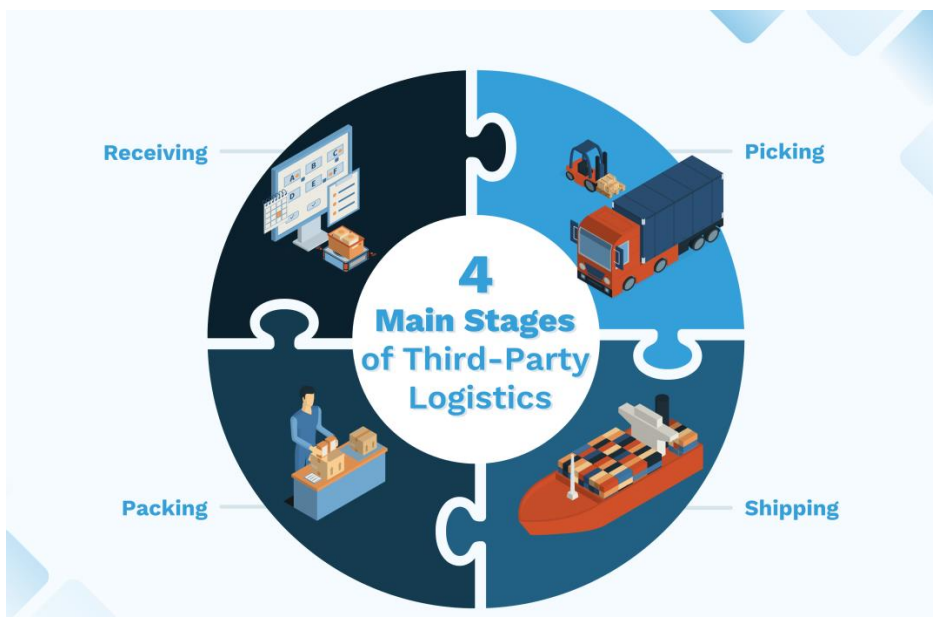 Receiving
Picking
A B C
D E F
4
Main Stages
of Third-Party
Logistics
Packing
Shipping